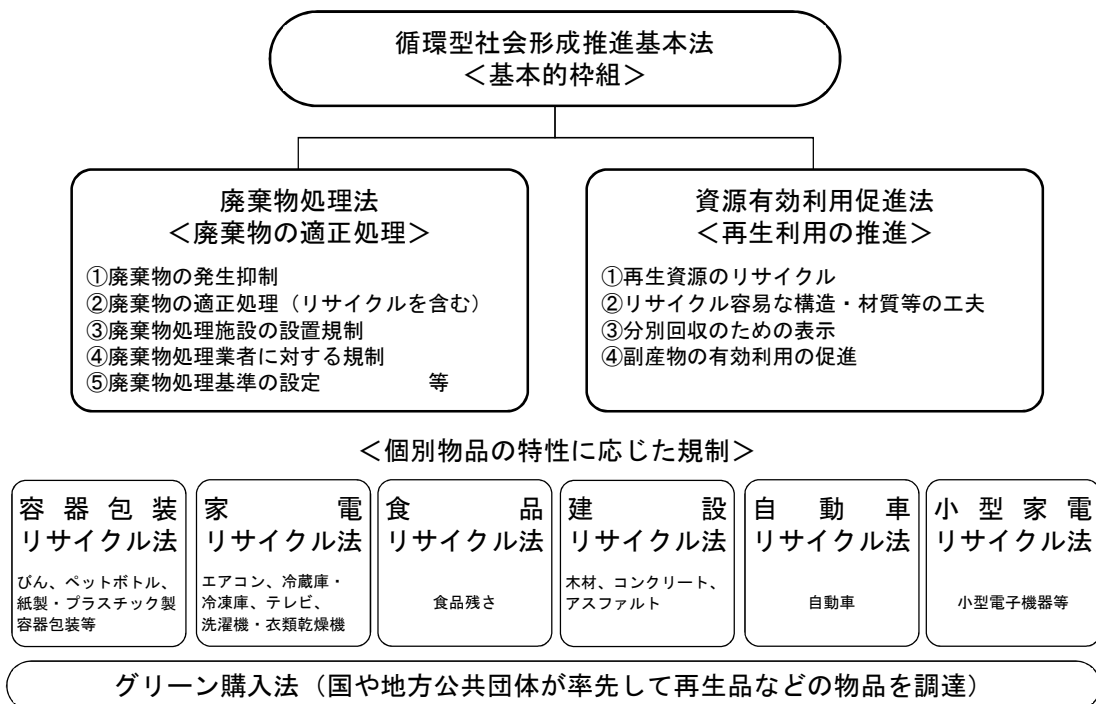 循環型社会形成推進基本法
＜基本的枠組＞
廃棄物処理法
＜廃棄物の適正処理＞
①廃棄物の発生抑制
②廃棄物の適正処理（リサイクルを含む）
③廃棄物処理施設の設置規制
④廃棄物処理業者に対する規制
⑤廃棄物処理基準の設定　　　　　等
資源有効利用促進法
＜再生利用の推進＞
①再生資源のリサイクル
②リサイクル容易な構造・材質等の工夫
③分別回収のための表示
④副産物の有効利用の促進
＜個別物品の特性に応じた規制＞
容器包装
リサイクル法
びん、ペットボトル、
紙製・プラスチック製
容器包装等
家電
リサイクル法
エアコン、冷蔵庫・
冷凍庫、テレビ、
洗濯機・衣類乾燥機
食品
リサイクル法
食品残さ
建設
リサイクル法
木材、コンクリート、
アスファルト
自動車
リサイクル法
自動車
小型家電
リサイクル法
小型電子機器等
グリーン購入法（国や地方公共団体が率先して再生品などの物品を調達）